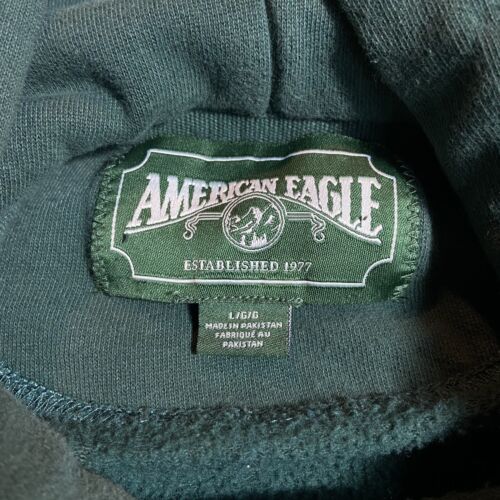 AMERICAN EAGLE
ESTABLISHED 1977
L/G/G
MADE IN PAKISTAN
FABRIQUÉ AU
PAKISTAN